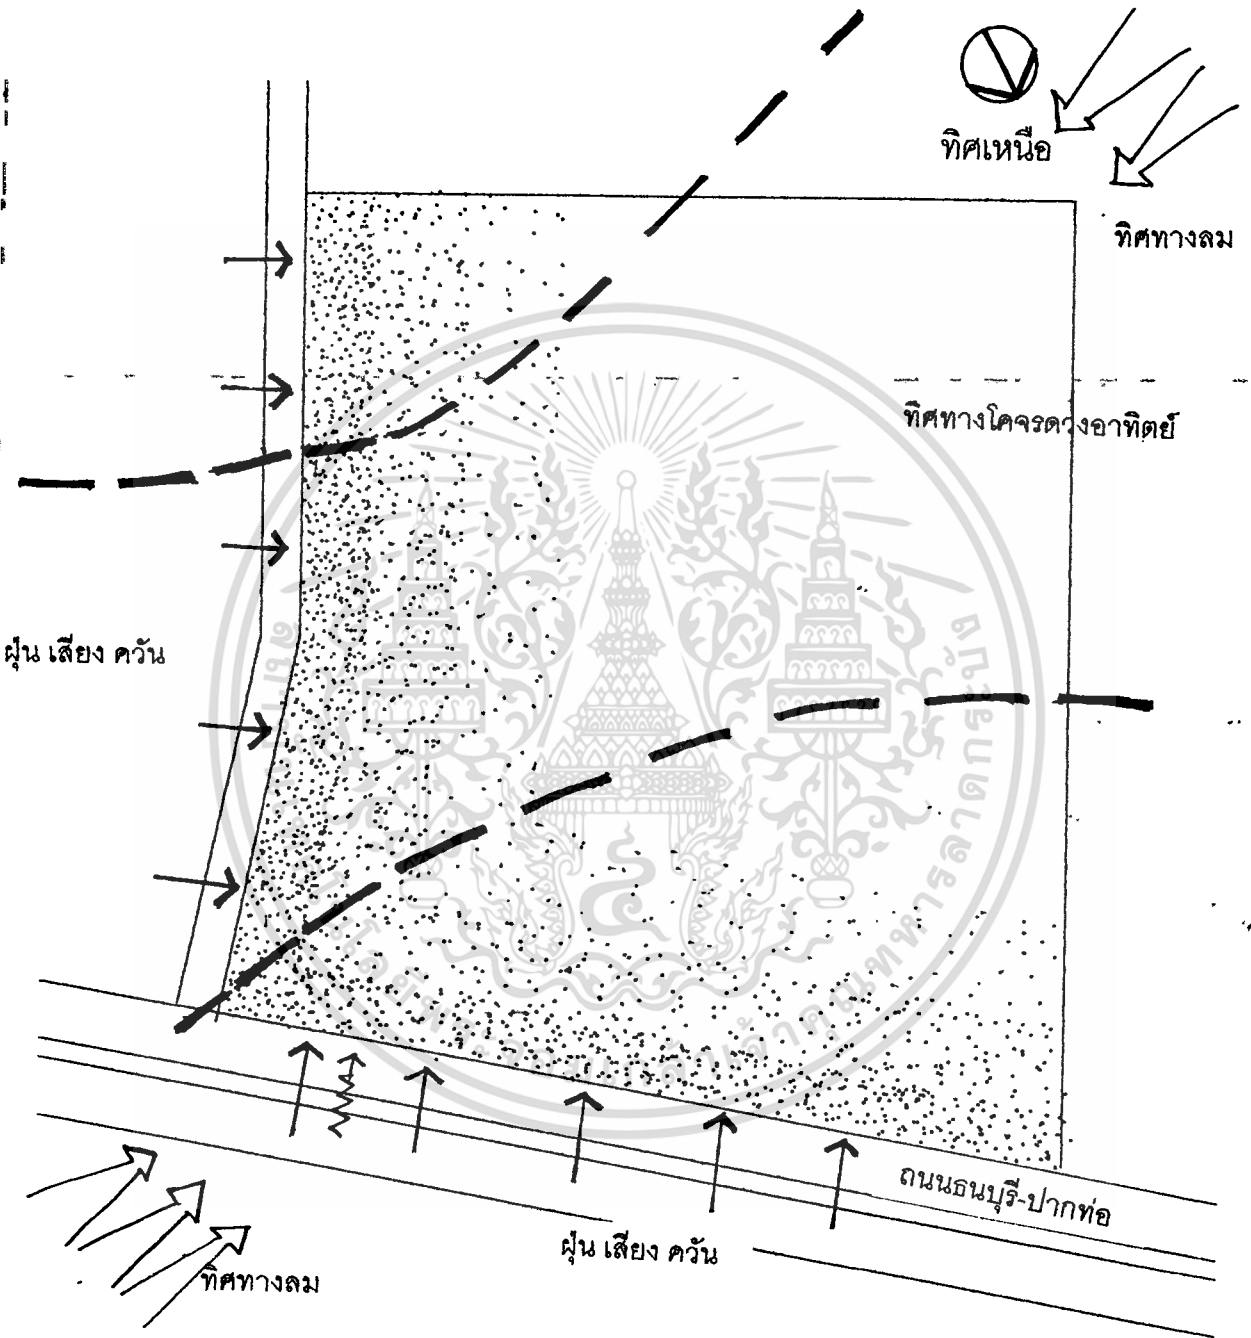 ทิศเหนือ
ทิศทางลม
ทิศทางโคจรดวงอาทิตย์
ฝุ่น เสียง ควัน
ถนนธนบุรี-ปากท่อ
ฝุ่น เสียง ควัน
ทิศทางลม